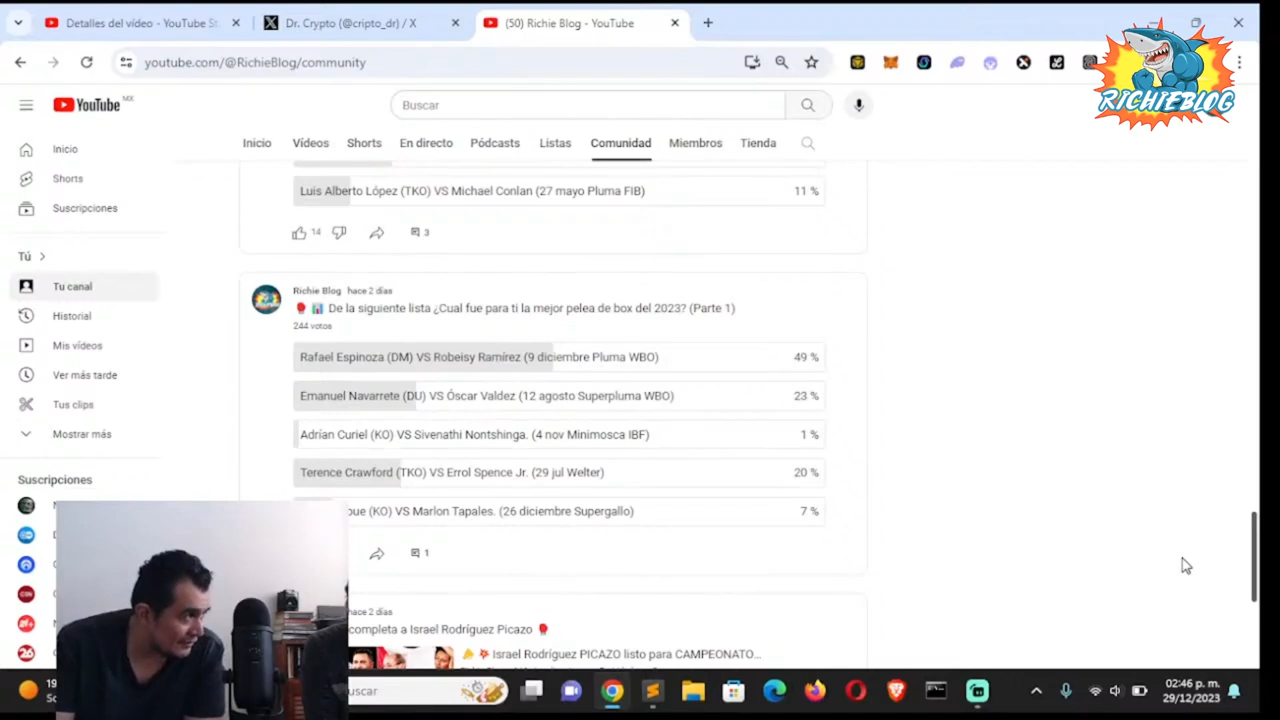 Detalles del vídeo - YouTube St
Dr. Crypto (@cripto_dr) / X
(50) Richie Blog - YouTube
youtube.com/@RichieBlog/community
RICHIEBLOG
YouTube MX
Buscar
Inicio
Vídeos
Shorts
En directo
Pódcasts
Listas
Comunidad
Miembros
Tienda
Inicio
Shorts
Suscripciones
Tú
Tu canal
Historial
Mis vídeos
Ver más tarde
Tus clips
Mostrar más
Suscripciones
Luis Alberto López (TKO) VS Michael Conlan (27 mayo Pluma FIB) 11 %
14
3
Richie Blog hace 2 días
De la siguiente lista ¿Cual fue para ti la mejor pelea de box del 2023? (Parte 1)
244 votos
Rafael Espinoza (DM) VS Robeisy Ramírez (9 diciembre Pluma WBO) 49 %
Emanuel Navarrete (DU) VS Óscar Valdez (12 agosto Superpluma WBO) 23 %
Adrían Curiel (KO) VS Sivenathi Nontshinga. (4 nov Minimosca IBF) 1 %
Terence Crawford (TKO) VS Errol Spence Jr. (29 jul Welter) 20 %
oue (KO) VS Marlon Tapales. (26 diciembre Supergallo) 7 %
1
hace 2 días
completa a Israel Rodríguez Picazo
Israel Rodríguez PICAZO listo para CAMPEONATO...
19
So
uscar
02:46 p. m.
29/12/2023